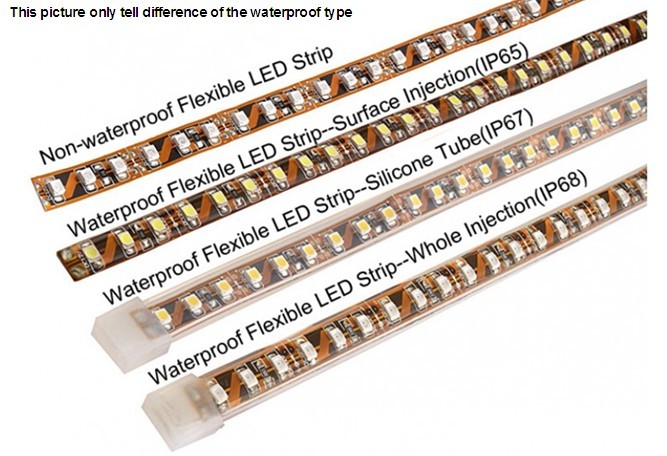 This picture only tell difference of the waterproof type
Non-waterproof Flexible LED Strip
Waterproof Flexible LED Strip--Surface Injection(IP65)
Waterproof Flexible LED Strip--Silicone Tube(IP67)
Waterproof Flexible LED Strip--Whole Injection(IP68)